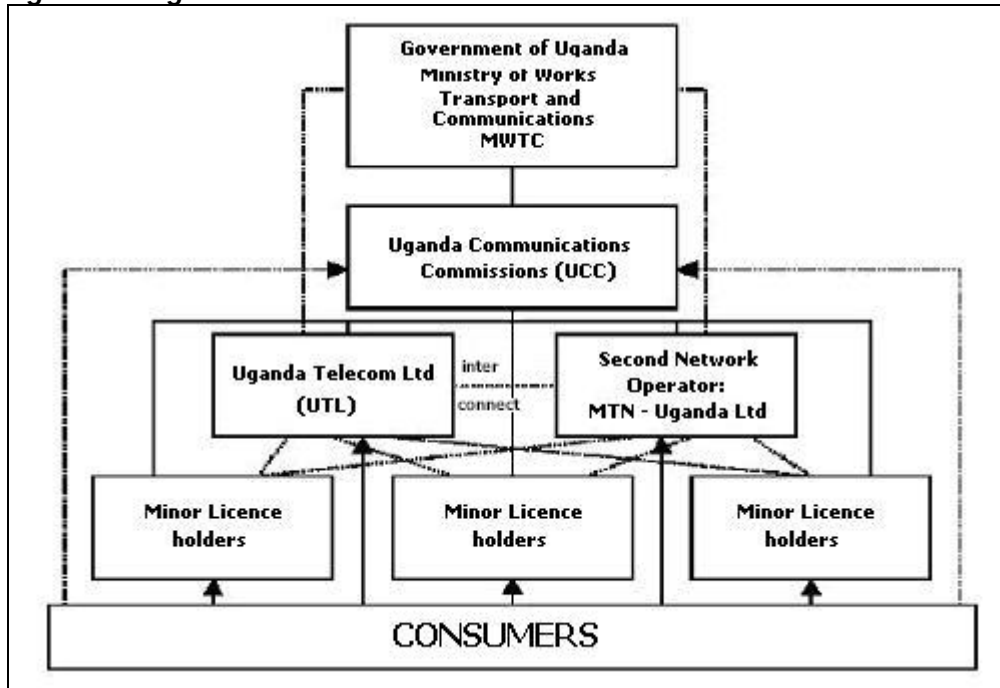 Government of Uganda
Ministry of Works
Transport and
Communications
MWTC
Uganda Communications
Commissions (UCC)
Uganda Telecom Ltd
(UTL)
inter
connect
Second Network
Operator:
MTN - Uganda Ltd
Minor Licence
holders
Minor Licence
holders
Minor Licence
holders
CONSUMERS